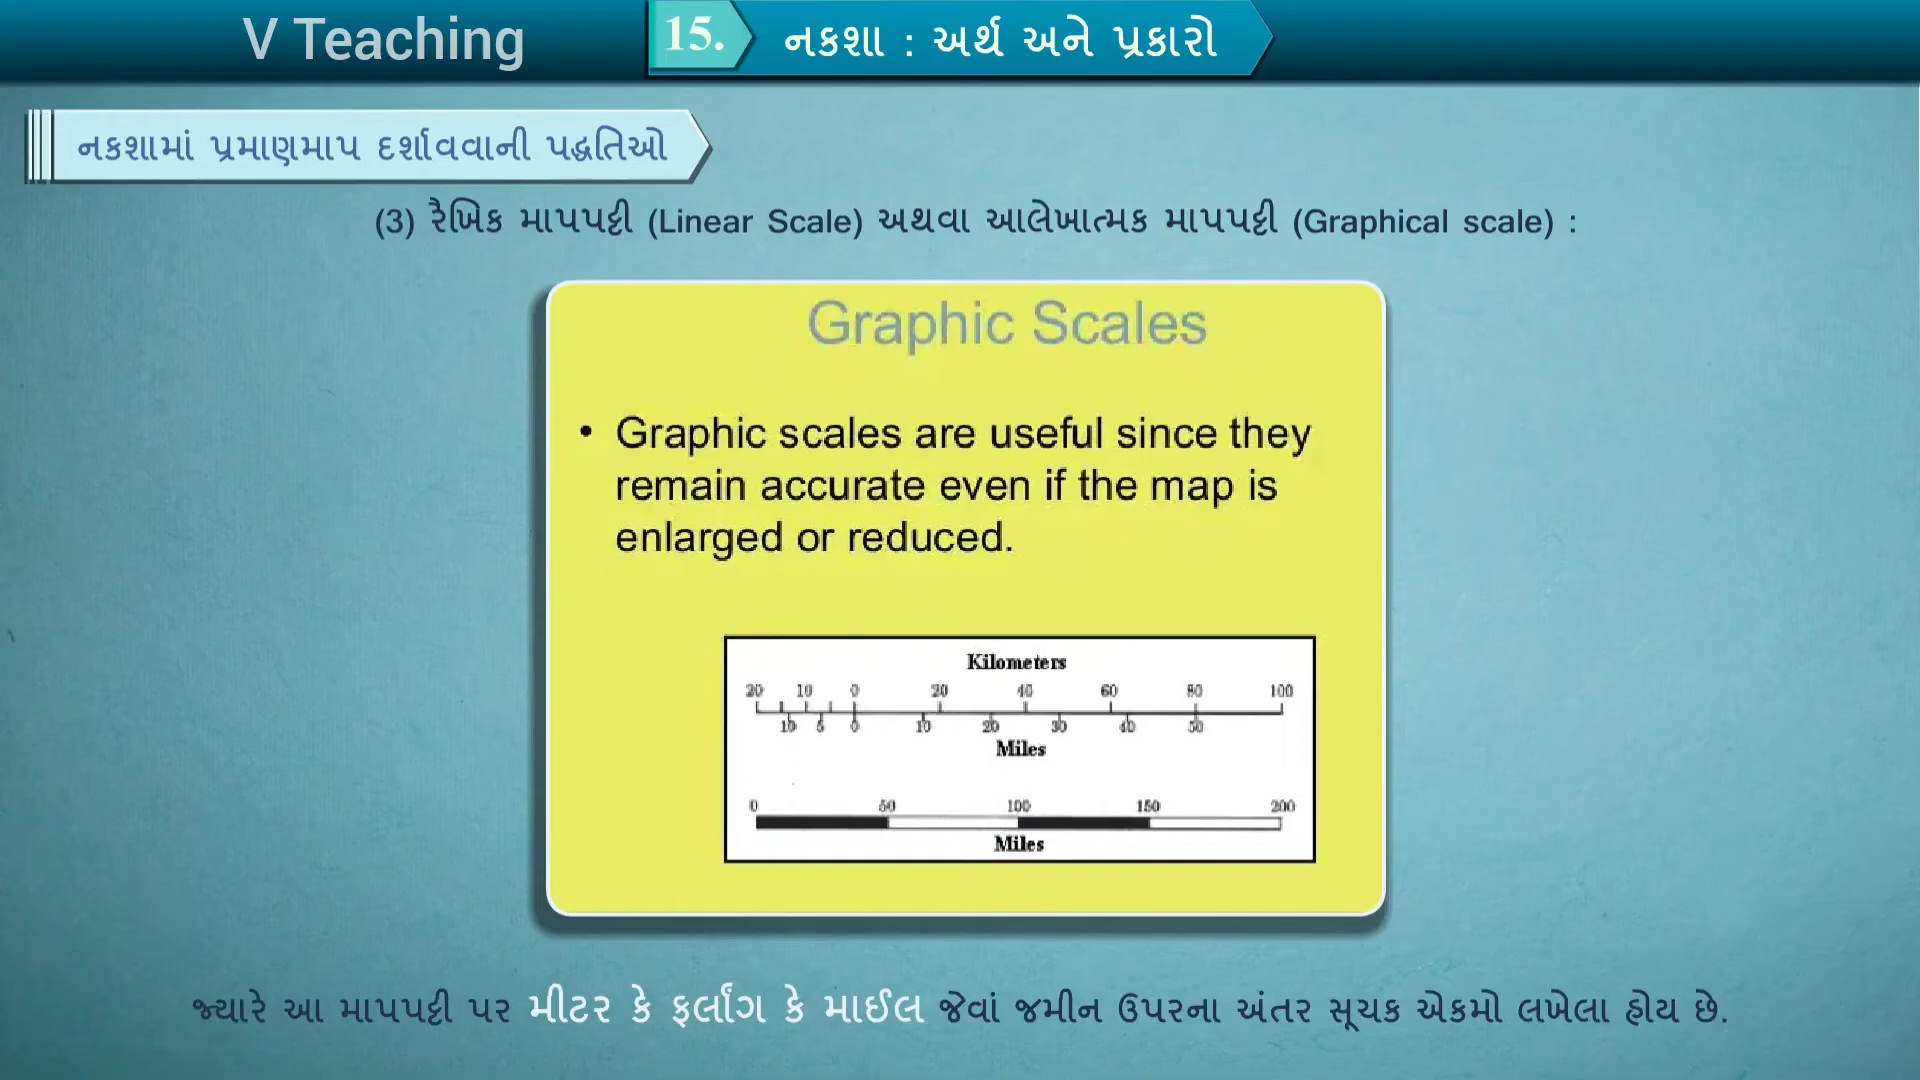 V Teaching
15.
નકશા : અર્થ અને પ્રકારો
નકશામાં પ્રમાણમાપ દર્શાવવાની પદ્ધતિઓ
(3) રૈખિક માપપટ્ટી (Linear Scale) અથવા આલેખાત્મક માપપટ્ટી (Graphical scale) :
Graphic Scales
• Graphic scales are useful since they
remain accurate even if the map is
enlarged or reduced.
Kilometers
20 10 0 20 40 60 80 100
10 5 0 10 20 30 40 50
Miles
0 50 100 150 200
Miles
જ્યારે આ માપપટ્ટી પર મીટર કે ફર્લાંગ કે માઈલ જેવાં જમીન ઉપરના અંતર સૂચક એકમો લખેલા હોય છે.